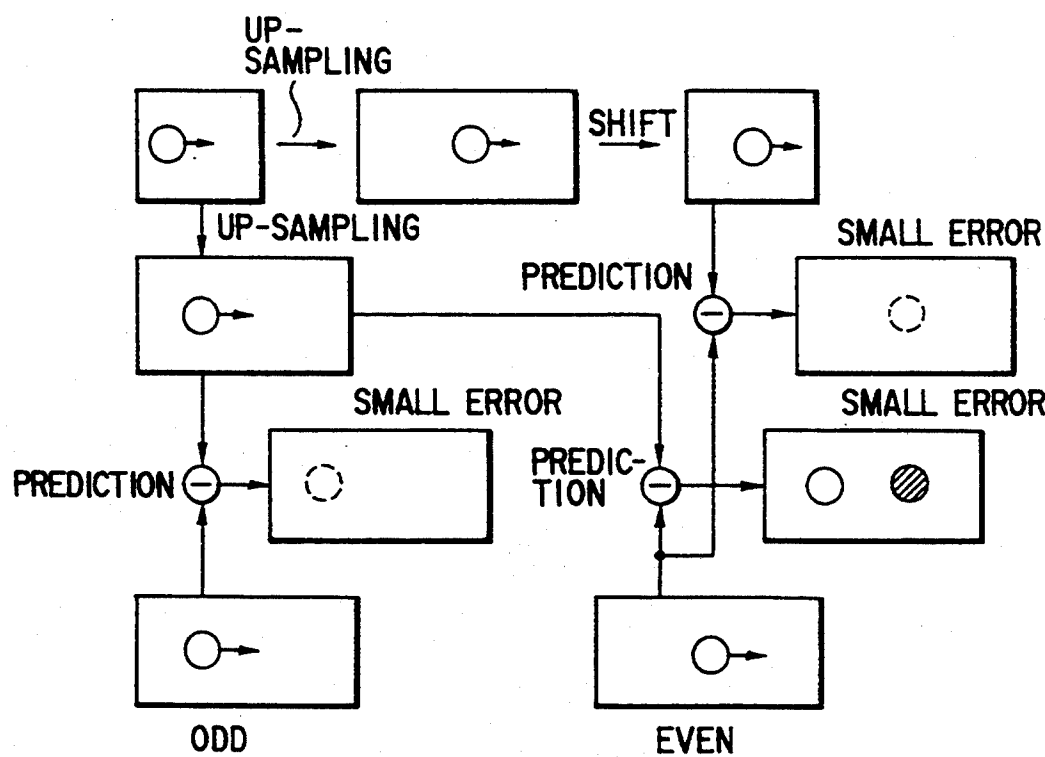 UP-
SAMPLING
SHIFT
UP-SAMPLING
SMALL ERROR
PREDICTION
SMALL ERROR
SMALL ERROR
PREDICTION
PREDIC-
TION
ODD
EVEN